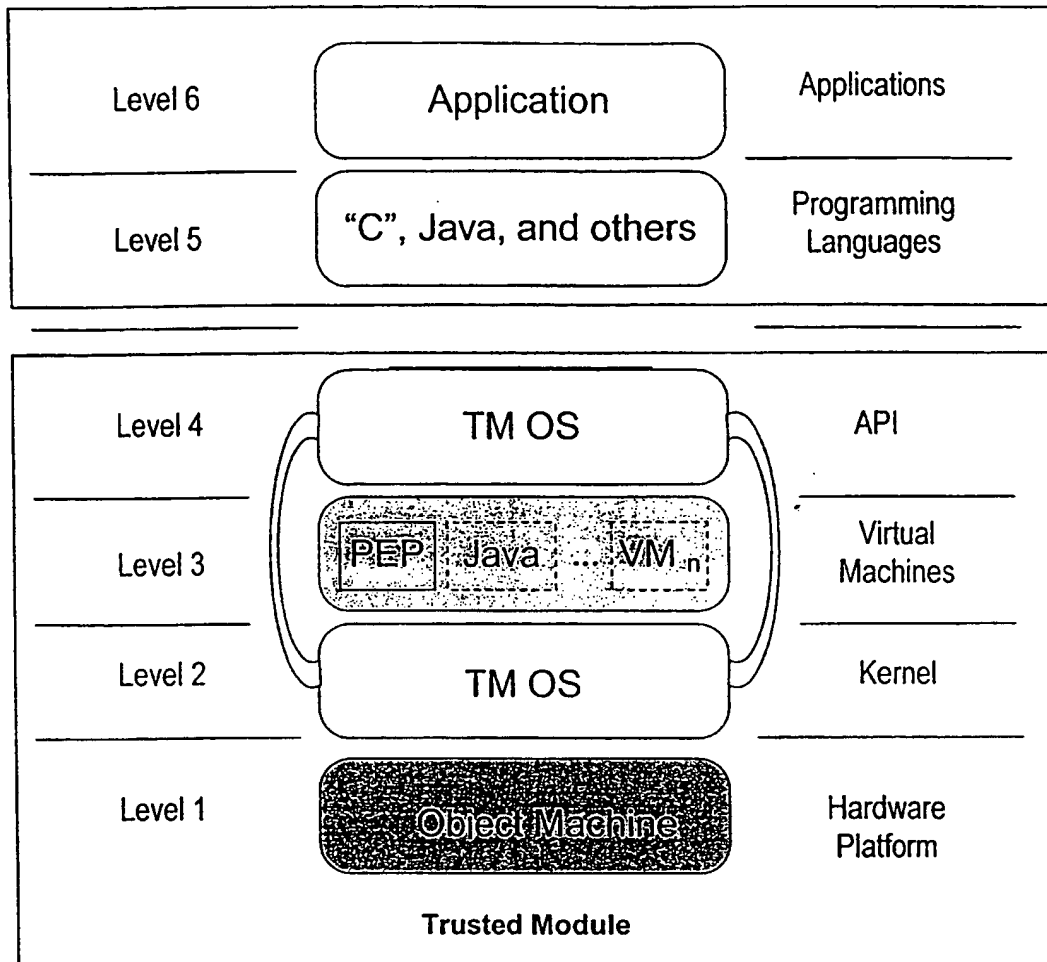 Level 6
Application
Applications
Level 5
“C”, Java, and others
Programming
Languages
Level 4
TM OS
API
Level 3
PEP Java ... VM n
Virtual
Machines
Level 2
TM OS
Kernel
Level 1
Object Machine
Hardware
Platform
Trusted Module